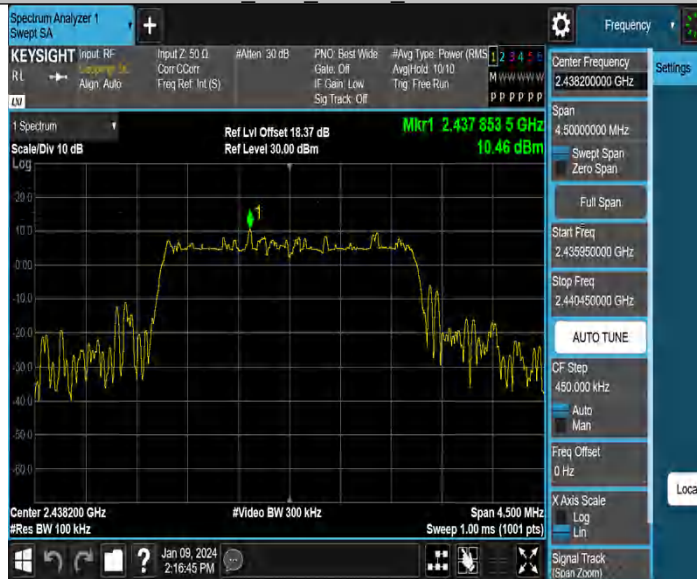 Spectrum Analyzer 1
Swept SA
Frequency
KEYSIGHT
Input: RF
Coupling: DC
Align: Auto
Input Z: 50 Ω
Corr CCorr
Freq Ref: Int (S)
#Atten: 30 dB
PNO: Best Wide
Gate: Off
IF Gain: Low
Sig Track: Off
#Avg Type: Power (RMS
Avg|Hold: 10/10
Trig: Free Run
1 2 3 4 5 6
M W W W W W
P P P P P P
RL
LXI
1 Spectrum
Scale/Div 10 dB
Log
Ref Lvl Offset 18.37 dB
Ref Level 30.00 dBm
Mkr1 2.437 853 5 GHz
10.46 dBm
1
20.0
10.0
0.00
-10.0
-20.0
-30.0
-40.0
-50.0
-60.0
Center 2.438200 GHz
#Res BW 100 kHz
#Video BW 300 kHz
Span 4.500 MHz
Sweep 1.00 ms (1001 pts)
Jan 09, 2024
2:16:45 PM
Center Frequency
2.438200000 GHz
Span
4.50000000 MHz
Swept Span
Zero Span
Full Span
Start Freq
2.435950000 GHz
Stop Freq
2.440450000 GHz
AUTO TUNE
CF Step
450.000 kHz
Auto
Man
Freq Offset
0 Hz
X Axis Scale
Log
Lin
Signal Track
(Span Zoom)
Settings
Loca